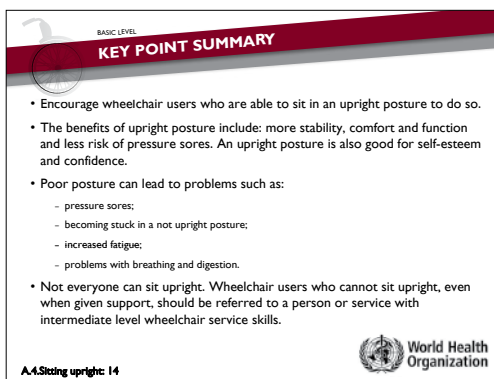 BASIC LEVEL
KEY POINT SUMMARY
• Encourage wheelchair users who are able to sit in an upright posture to do so.
• The benefits of upright posture include: more stability, comfort and function
and less risk of pressure sores. An upright posture is also good for self-esteem
and confidence.
• Poor posture can lead to problems such as:
– pressure sores;
– becoming stuck in a not upright posture;
– increased fatigue;
– problems with breathing and digestion.
• Not everyone can sit upright. Wheelchair users who cannot sit upright, even
when given support, should be referred to a person or service with
intermediate level wheelchair service skills.
World Health
Organization
A.4.Sitting upright: 14